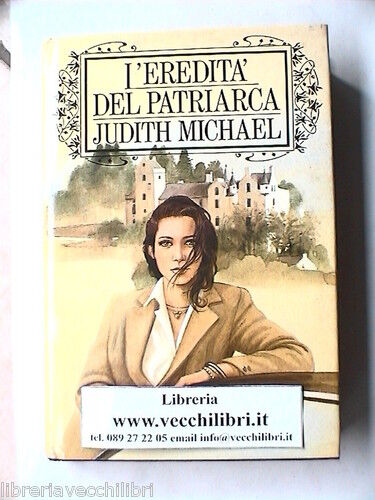 L'EREDITA'
DEL PATRIARCA
JUDITH MICHAEL
Libreria
www.vecchilibri.it
tel. 089 27 22 05 email info@vecchilibri.it
libreriavecchilibri